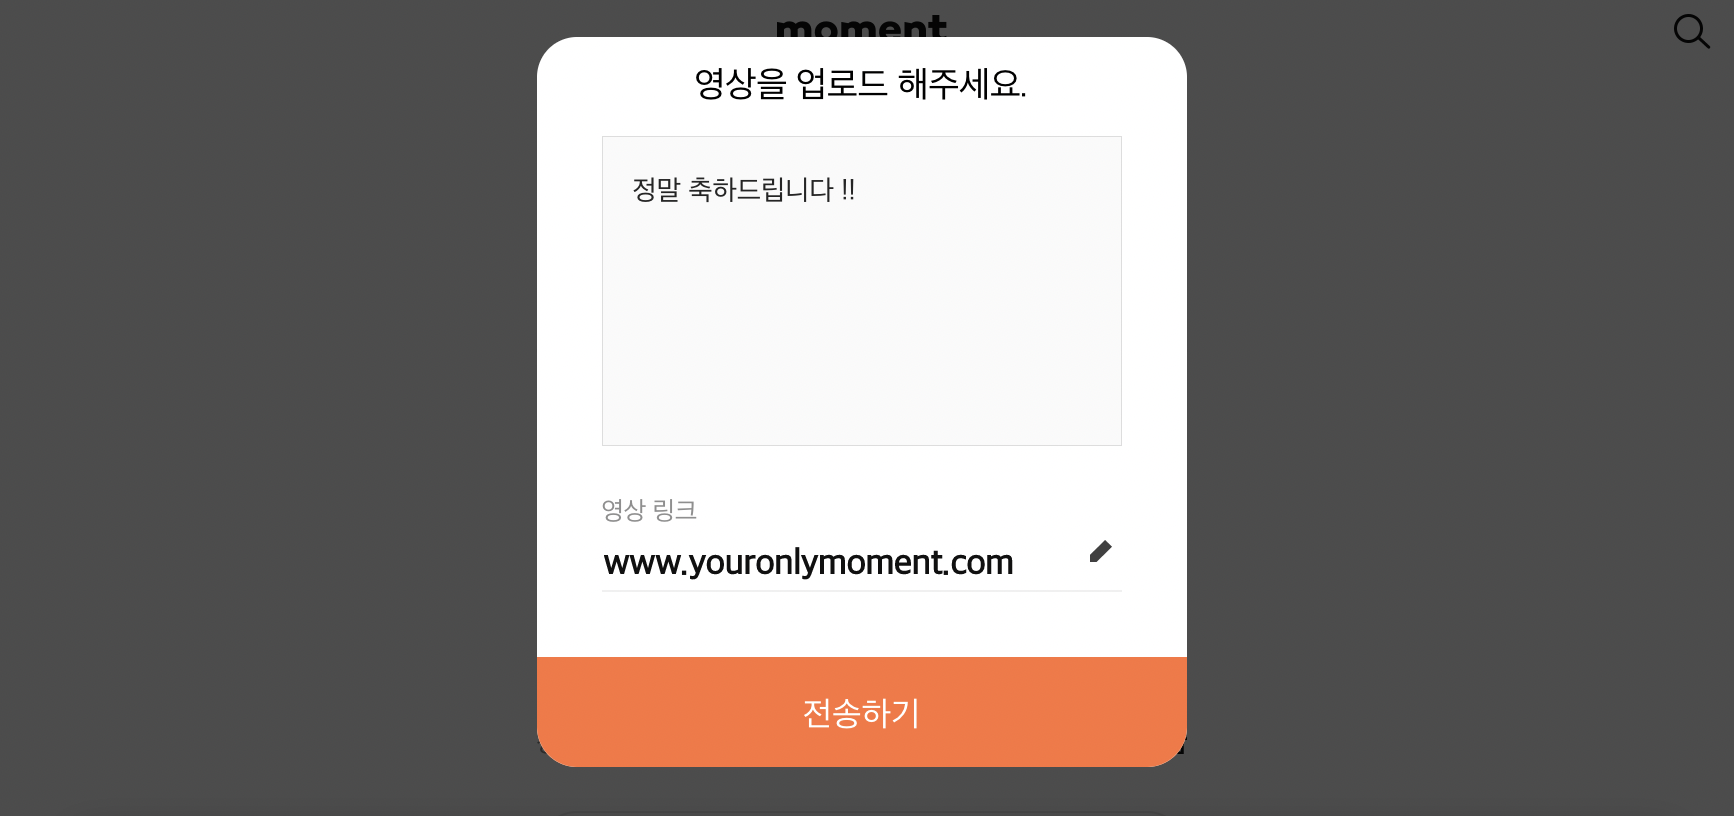 moment
영상을 업로드 해주세요.
정말 축하드립니다 !!
영상 링크
www.youronlymoment.com
전송하기